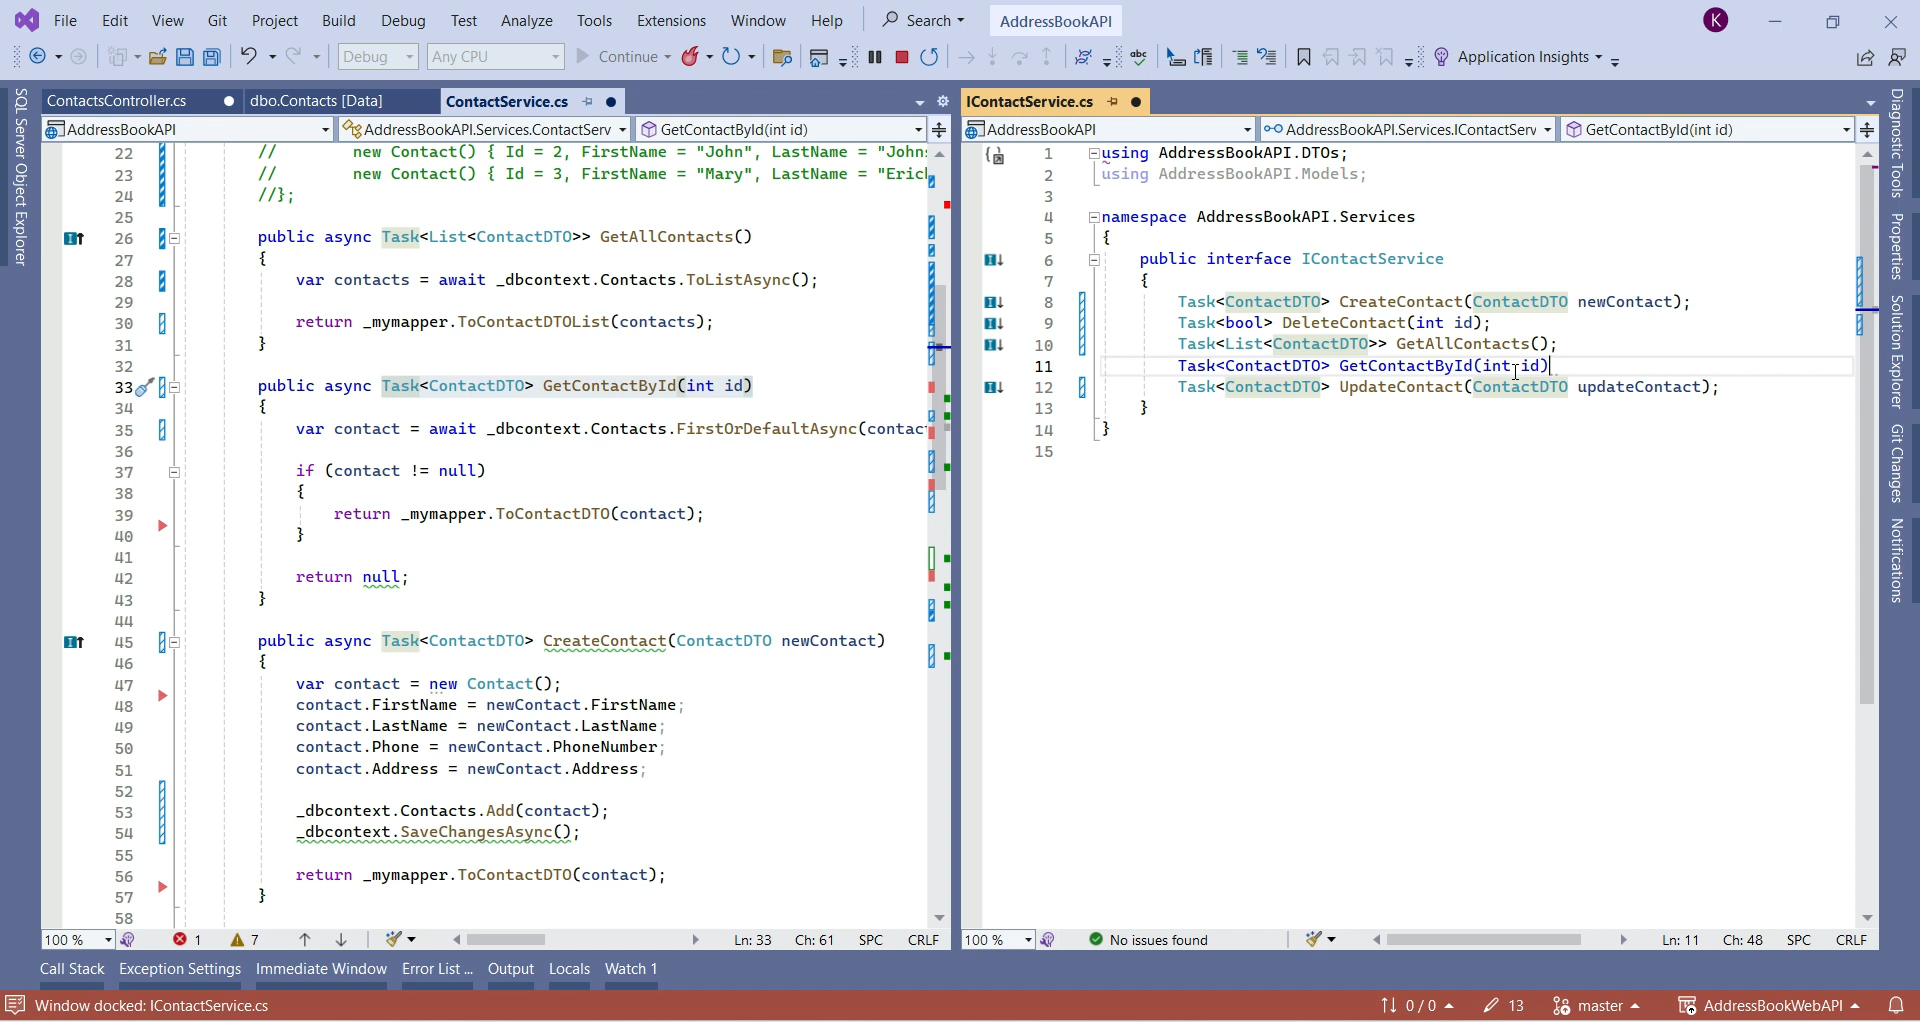 File Edit View Git Project Build Debug Test Analyze Tools Extensions Window Help Search AddressBookAPI K
Debug Any CPU Continue abc Application Insights
SQL Server Object Explorer
ContactsController.cs dbo.Contacts [Data] ContactService.cs
AddressBookAPI AddressBookAPI.Services.ContactServ GetContactById(int id)
22 // new Contact() { Id = 2, FirstName = "John", LastName = "John
23 // new Contact() { Id = 3, FirstName = "Mary", LastName = "Eric
24 //};
25
26 public async Task<List<ContactDTO>> GetAllContacts()
27 {
28 var contacts = await _dbcontext.Contacts.ToListAsync();
29
30 return _mymapper.ToContactDTOList(contacts);
31 }
32
33 public async Task<ContactDTO> GetContactById(int id)
34 {
35 var contact = await _dbcontext.Contacts.FirstOrDefaultAsync(contac
36
37 if (contact != null)
38 {
39 return _mymapper.ToContactDTO(contact);
40 }
41
42 return null;
43 }
44
45 public async Task<ContactDTO> CreateContact(ContactDTO newContact)
46 {
47 var contact = new Contact();
48 contact.FirstName = newContact.FirstName;
49 contact.LastName = newContact.LastName;
50 contact.Phone = newContact.PhoneNumber;
51 contact.Address = newContact.Address;
52
53 _dbcontext.Contacts.Add(contact);
54 _dbcontext.SaveChangesAsync();
55
56 return _mymapper.ToContactDTO(contact);
57 }
58
100 % 1 7 Ln: 33 Ch: 61 SPC CRLF
IContactService.cs
AddressBookAPI AddressBookAPI.Services.IContactServ GetContactById(int id)
1 using AddressBookAPI.DTOs;
2 using AddressBookAPI.Models;
3
4 namespace AddressBookAPI.Services
5 {
6 public interface IContactService
7 {
8 Task<ContactDTO> CreateContact(ContactDTO newContact);
9 Task<bool> DeleteContact(int id);
10 Task<List<ContactDTO>> GetAllContacts();
11 Task<ContactDTO> GetContactById(int id)
12 Task<ContactDTO> UpdateContact(ContactDTO updateContact);
13 }
14 }
15
100 % No issues found Ln: 11 Ch: 48 SPC CRLF
Diagnostic Tools
Properties
Solution Explorer
Git Changes
Notifications
Call Stack Exception Settings Immediate Window Error List ... Output Locals Watch 1
Window docked: IContactService.cs 0 / 0 13 master AddressBookWebAPI